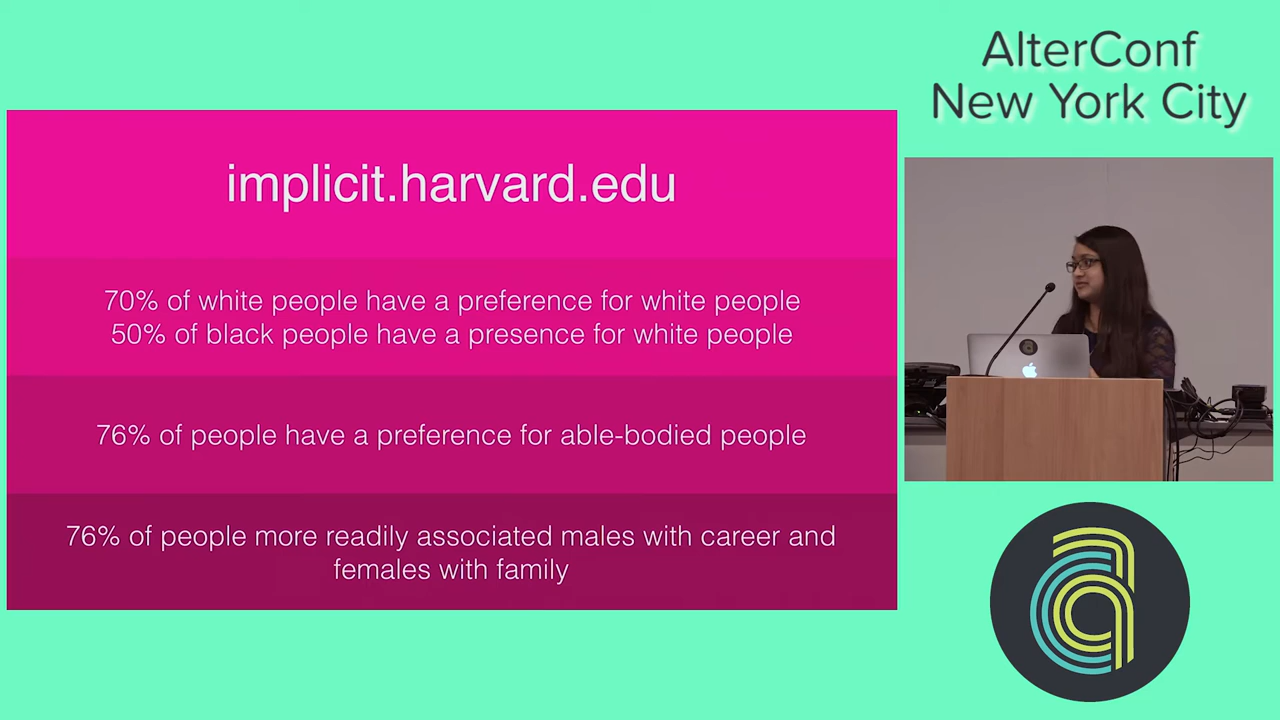 AlterConf
New York City
implicit.harvard.edu
70% of white people have a preference for white people
50% of black people have a presence for white people
76% of people have a preference for able-bodied people
76% of people more readily associated males with career and
females with family